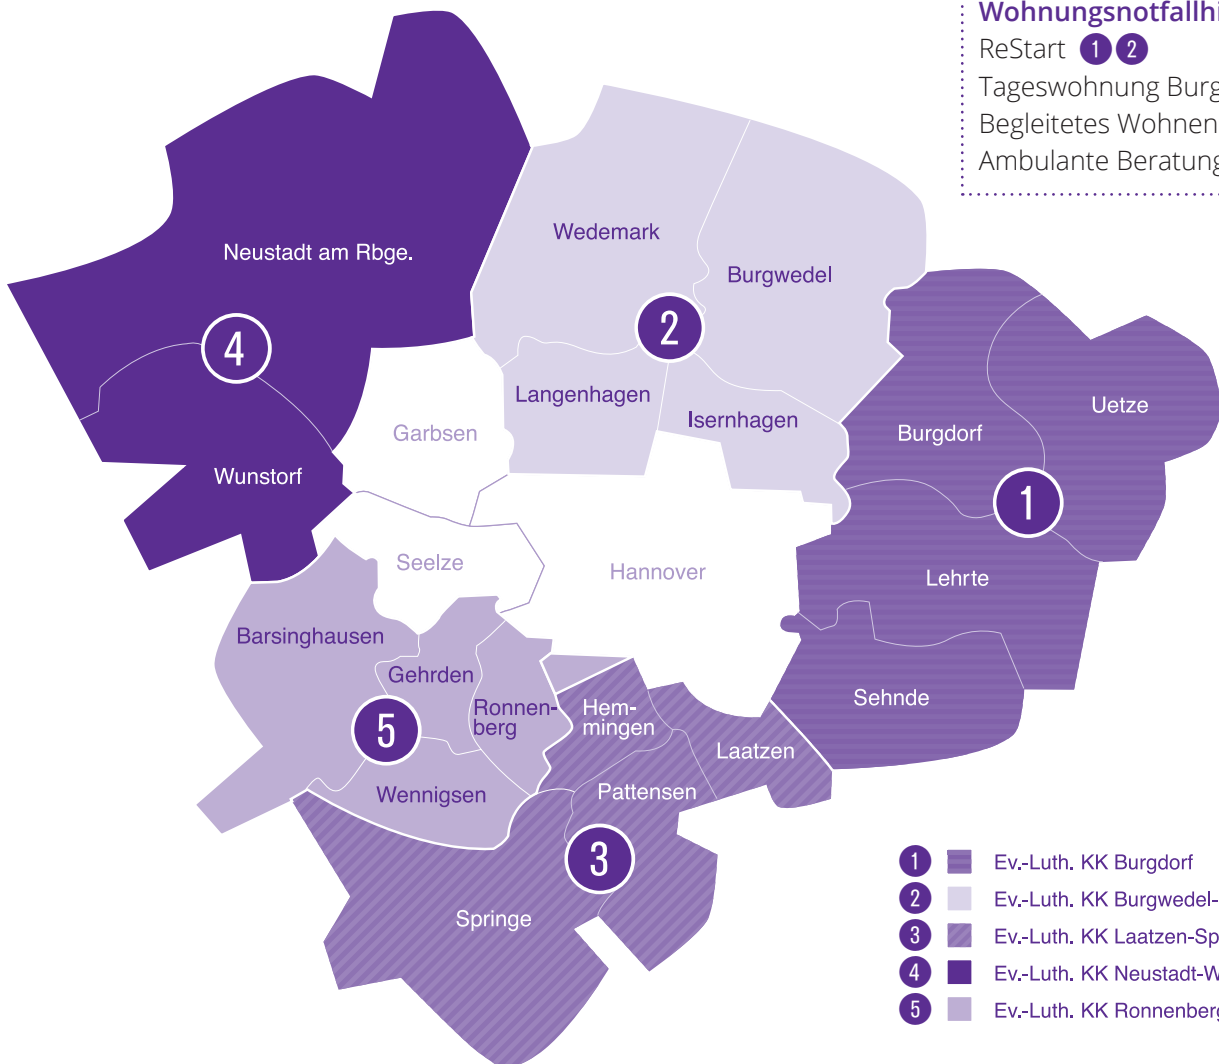 Wohnungsnotfallhi
ReStart 1 2
Tageswohnung Burg
Begleitetes Wohnen
Ambulante Beratung
Neustadt am Rbge.
Wedemark
Burgwedel
4
2
Langenhagen
Isernhagen
Uetze
Garbsen
Burgdorf
Wunstorf
1
Seelze
Hannover
Lehrte
Barsinghausen
Gehrden
Ronnen-
berg
Sehnde
Hem-
mingen
5
Laatzen
Wennigsen
Pattensen
3
Springe
1 Ev.-Luth. KK Burgdorf
2 Ev.-Luth. KK Burgwedel-
3 Ev.-Luth. KK Laatzen-Sp
4 Ev.-Luth. KK Neustadt-W
5 Ev.-Luth. KK Ronnenberg